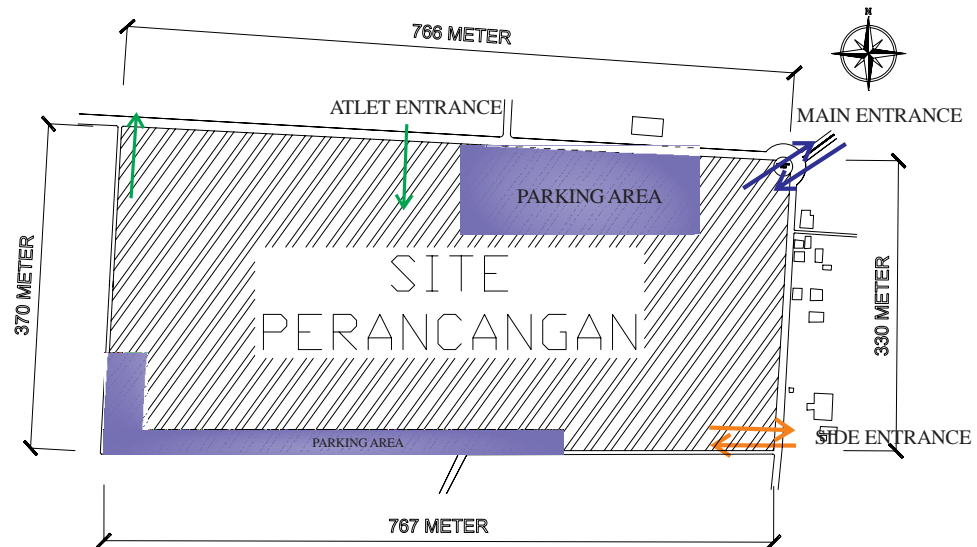 766 METER
N
ATLET ENTRANCE
MAIN ENTRANCE
PARKING AREA
SITE
PERANCANGAN
370 METER
330 METER
PARKING AREA
SIDE ENTRANCE
767 METER